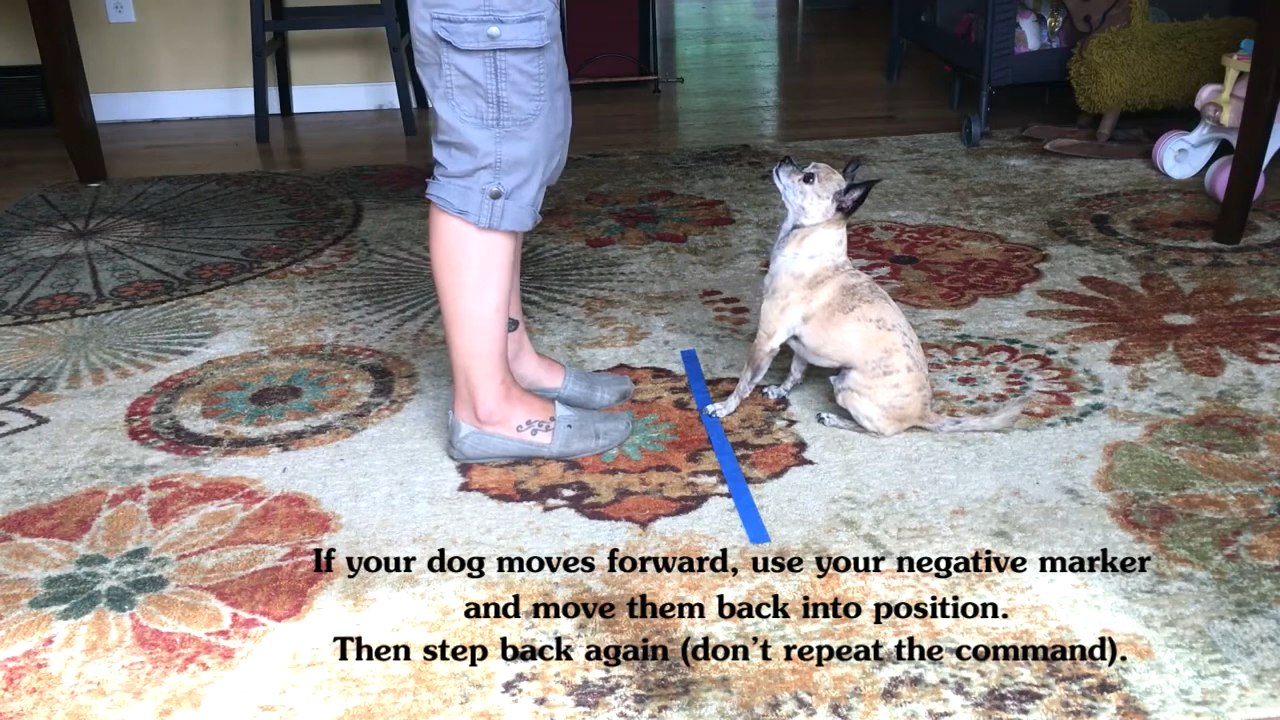 If your dog moves forward, use your negative marker
and move them back into position.
Then step back again (don't repeat the command).